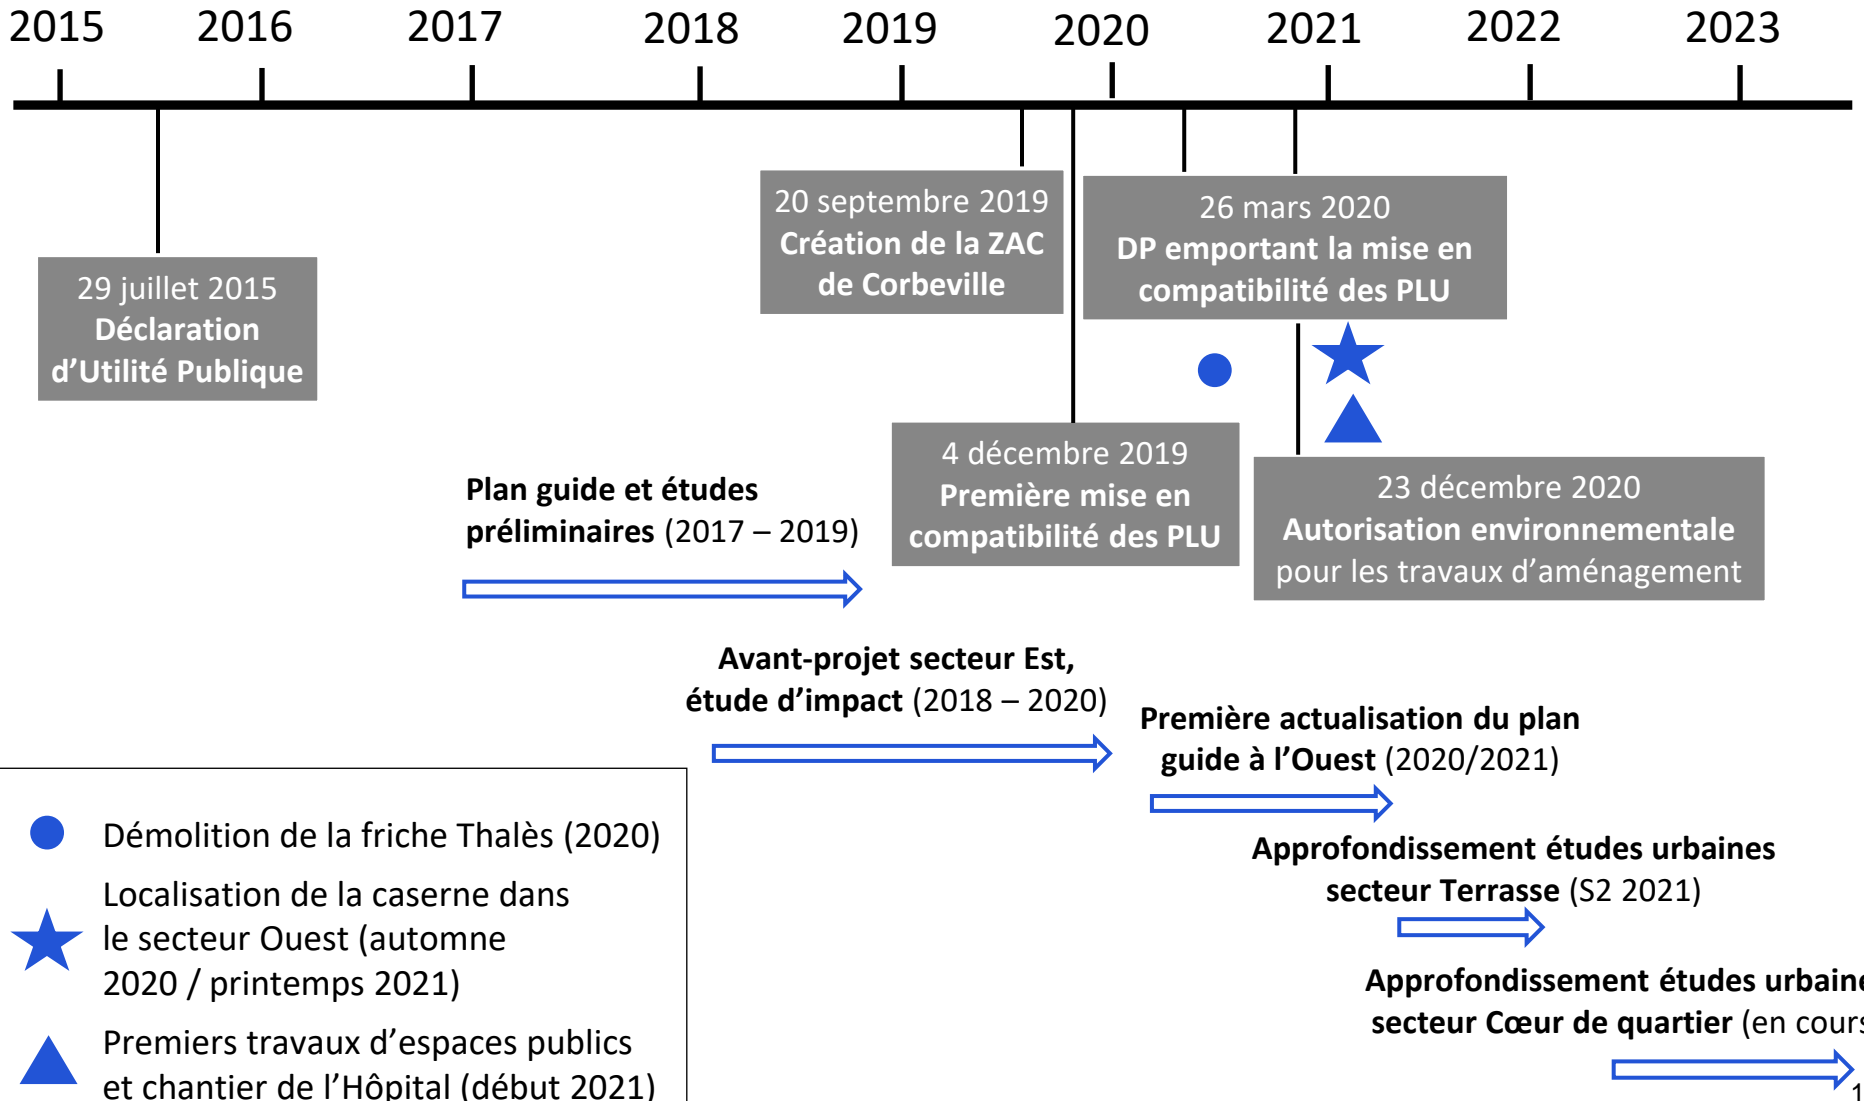 2015 2016 2017 2018 2019 2020 2021 2022 2023
29 juillet 2015
Déclaration
d’Utilité Publique
20 septembre 2019
Création de la ZAC
de Corbeville
26 mars 2020
DP emportant la mise en
compatibilité des PLU
4 décembre 2019
Première mise en
compatibilité des PLU
23 décembre 2020
Autorisation environnementale
pour les travaux d’aménagement
Plan guide et études
préliminaires (2017 – 2019)
Avant-projet secteur Est,
étude d’impact (2018 – 2020)
Première actualisation du plan
guide à l’Ouest (2020/2021)
Approfondissement études urbaines
secteur Terrasse (S2 2021)
Approfondissement études urbaine
secteur Cœur de quartier (en cours
Démolition de la friche Thalès (2020)
Localisation de la caserne dans
le secteur Ouest (automne
2020 / printemps 2021)
Premiers travaux d’espaces publics
et chantier de l’Hôpital (début 2021)
1